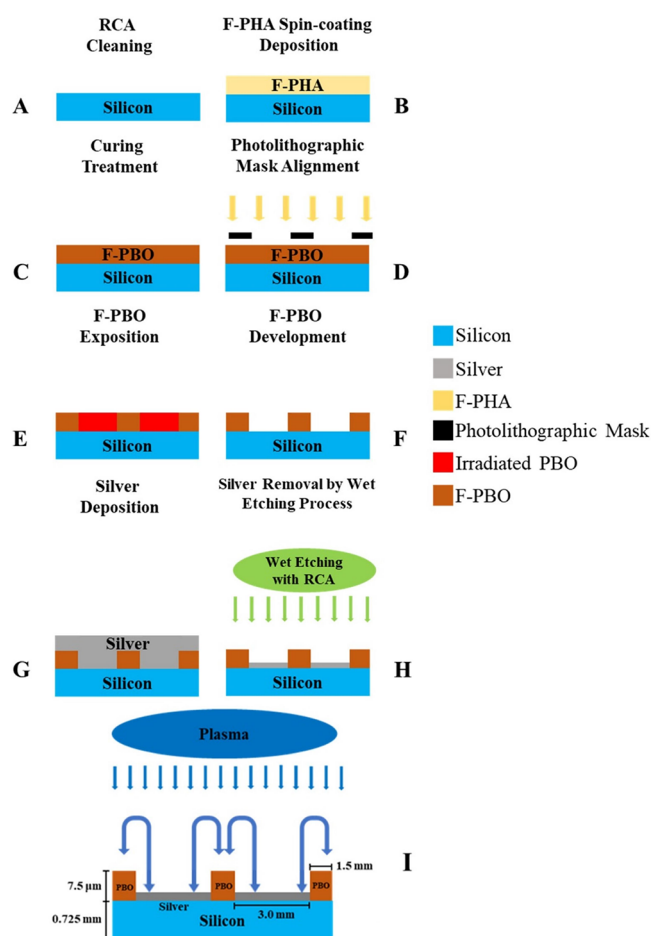 RCA
Cleaning
F-PHA Spin-coating
Deposition
A
Silicon
F-PHA
Silicon
B
Curing
Treatment
Photolithographic
Mask Alignment
C
F-PBO
Silicon
F-PBO
Silicon
D
F-PBO
Exposition
F-PBO
Development
E
Silicon
Silicon
F
Silicon
Silver
F-PHA
Photolithographic Mask
Irradiated PBO
F-PBO
Silver
Deposition
Silver Removal by Wet
Etching Process
Wet Etching
with RCA
G
Silver
Silicon
Silicon
H
Plasma
I
1.5 mm
7.5 µm
PBO
PBO
PBO
Silver
3.0 mm
0.725 mm
Silicon